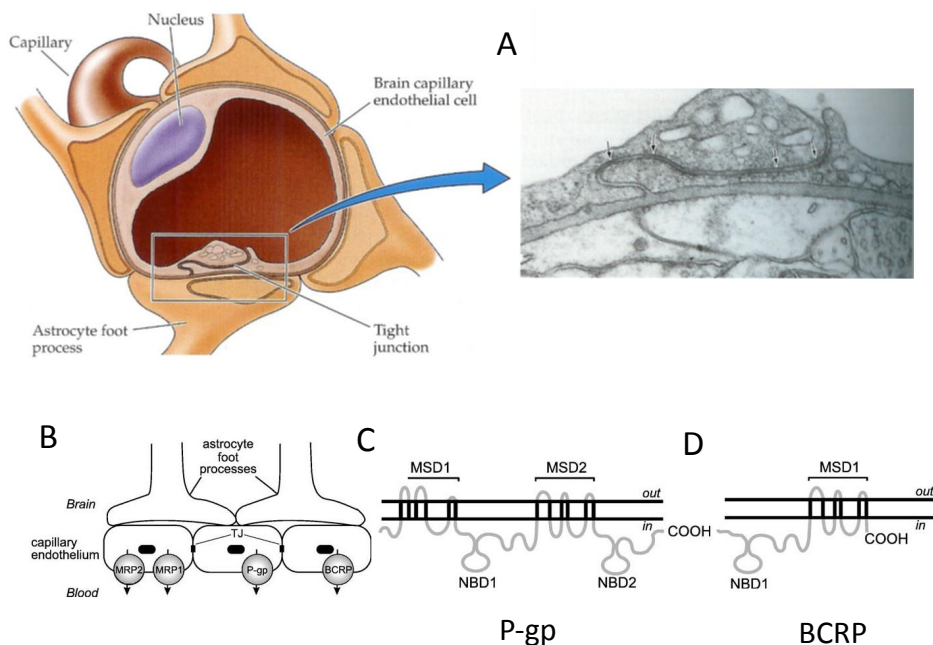 Nucleus
Capillary
A
Brain capillary
endothelial cell
Astrocyte foot
process
Tight
junction
B
astrocyte
foot
processes
Brain
capillary
endothelium
TJ
MRP2
MRP1
P-gp
BCRP
Blood
C
MSD1
MSD2
out
in
COOH
NBD1
NBD2
P-gp
D
MSD1
out
in
COOH
NBD1
BCRP